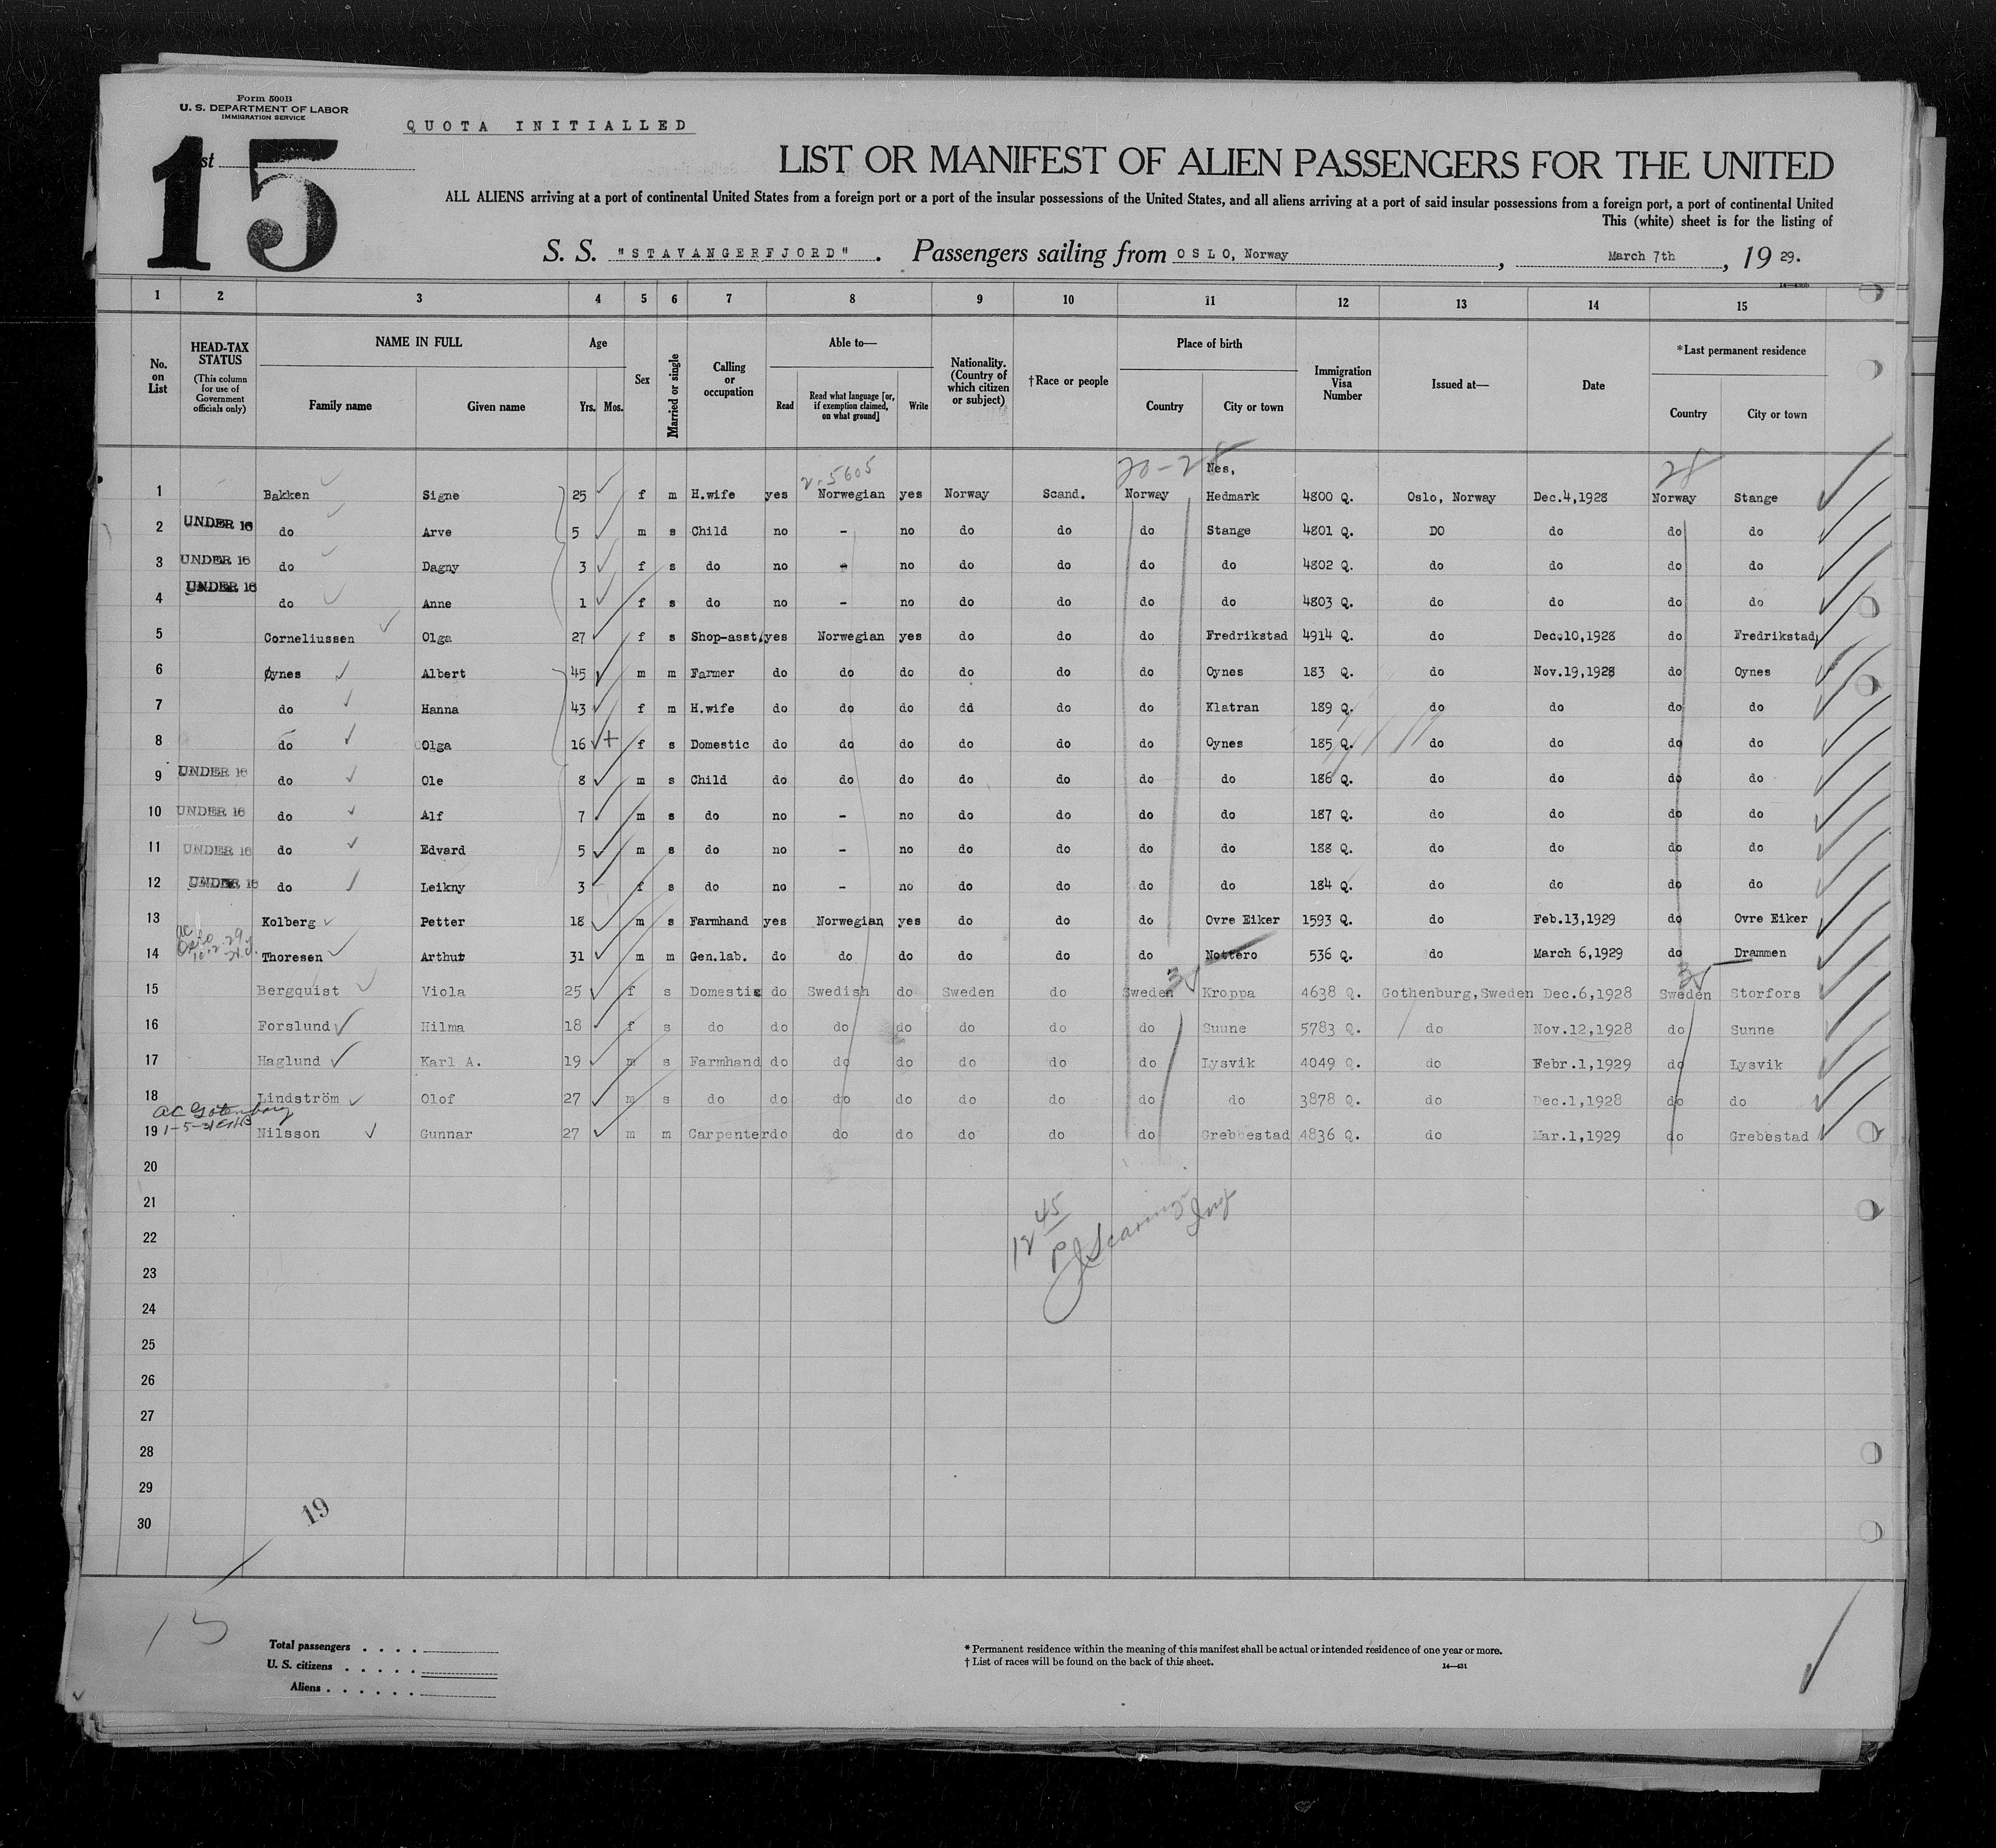 Form 500B
U. S. DEPARTMENT OF LABOR
IMMIGRATION SERVICE
QUOTA INITIALLED
15
LIST OR MANIFEST OF ALIEN PASSENGERS FOR THE UNITED
ALL ALIENS arriving at a port of continental United States from a foreign port or a port of the insular possessions of the United States, and all aliens arriving at a port of said insular possessions from a foreign port, a port of continental United
This (white) sheet is for the listing of
S. S. "STAVANGERFJORD". Passengers sailing from OSLO, Norway, March 7th, 1929.
1 2 3 4 5 6 7 8 9 10 11 12 13 14 15
No. on List
HEAD-TAX STATUS (This column for use of Government officials only)
NAME IN FULL Family name Given name
Age Yrs. Mos.
Sex
Married or single
Calling or occupation
Able to— Read Read what language [or, if exemption claimed, on what ground] Write
Nationality. (Country of which citizen or subject)
†Race or people
Place of birth Country City or town
Immigration Visa Number
Issued at—
Date
*Last permanent residence Country City or town
20-28 28
2-5605
1 Bakken Signe 25 f m H.wife yes Norwegian yes Norway Scand. Norway Nes, Hedmark 4800 Q. Oslo, Norway Dec.4,1928 Norway Stange
2 UNDER 16 do Arve 5 m s Child no - no do do do Stange 4801 Q. DO do do do
3 UNDER 16 do Dagny 3 f s do no - no do do do do 4802 Q. do do do do
4 UNDER 16 do Anne 1 f s do no - no do do do do 4803 Q. do do do do
5 Corneliussen Olga 27 f s Shop-asst. yes Norwegian yes do do do Fredrikstad 4914 Q. do Dec.10,1928 do Fredrikstad
6 Øynes Albert 45 m m Farmer do do do do do do Oynes 183 Q. do Nov.19,1928 do Oynes
7 do Hanna 43 f m H.wife do do do dd do do Klatran 189 Q. do do do do
8 do Olga 16 f s Domestic do do do do do do Oynes 185 Q. do do do do
9 UNDER 16 do Ole 8 m s Child do do do do do do do 186 Q. do do do do
10 UNDER 16 do Alf 7 m s do no - no do do do do 187 Q. do do do do
11 UNDER 16 do Edvard 5 m s do no - no do do do do 188 Q. do do do do
12 UNDER 16 do Leikny 3 f s do no - no do do do do 184 Q. do do do do
13 Kolberg Petter 18 m s Farmhand yes Norwegian yes do do do Ovre Eiker 1593 Q. do Feb.13,1929 do Ovre Eiker
14 Thoresen Arthur 31 m m Gen.lab. do do do do do do Nottero 536 Q. do March 6,1929 do Drammen
15 Bergquist Viola 25 f s Domestic do Swedish do Sweden do Sweden Kroppa 4638 Q. Gothenburg,Sweden Dec.6,1928 Sweden Storfors
16 Forslund Hilma 18 f s do do do do do do do Suune 5783 Q. do Nov.12,1928 do Sunne
17 Haglund Karl A. 19 m s Farmhand do do do do do do Lysvik 4049 Q. do Febr.1,1929 do Lysvik
18 Lindström Olof 27 m s do do do do do do do do 3878 Q. do Dec.1,1928 do do
19 Nilsson Gunnar 27 m m Carpenter do do do do do do Grebbestad 4836 Q. do Mar.1,1929 do Grebbestad
20
21
22
23
24
25
26
27
28
29
30
12 45
19
15
Total passengers
U. S. citizens
Aliens
* Permanent residence within the meaning of this manifest shall be actual or intended residence of one year or more.
† List of races will be found on the back of this sheet.
14—431